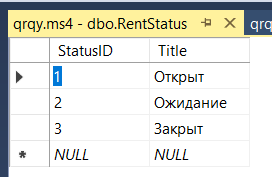 qrqy.ms4 - dbo.RentStatus qrq
StatusID Title
1 Открыт
2 Ожидание
3 Закрыт
NULL NULL